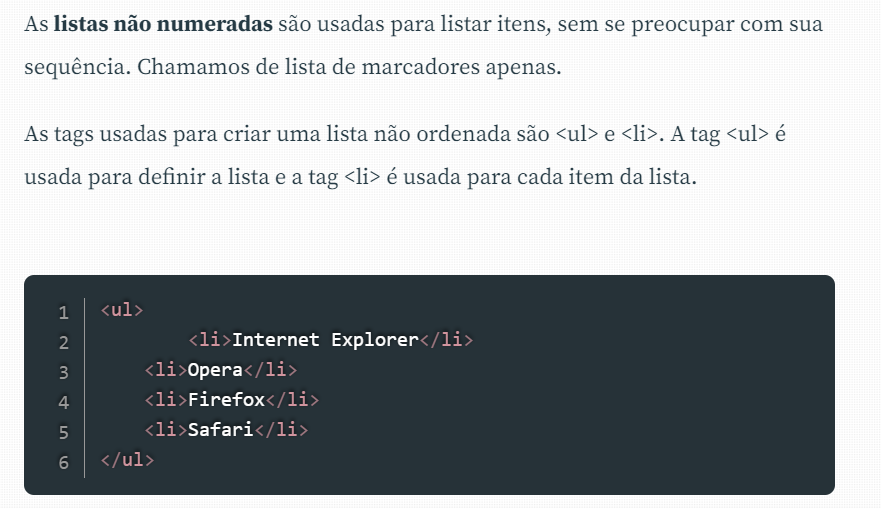 As listas não numeradas são usadas para listar itens, sem se preocupar com sua
sequência. Chamamos de lista de marcadores apenas.
As tags usadas para criar uma lista não ordenada são <ul> e <li>. A tag <ul> é
usada para definir a lista e a tag <li> é usada para cada item da lista.
1 <ul>
2         <li>Internet Explorer</li>
3     <li>Opera</li>
4     <li>Firefox</li>
5     <li>Safari</li>
6 </ul>